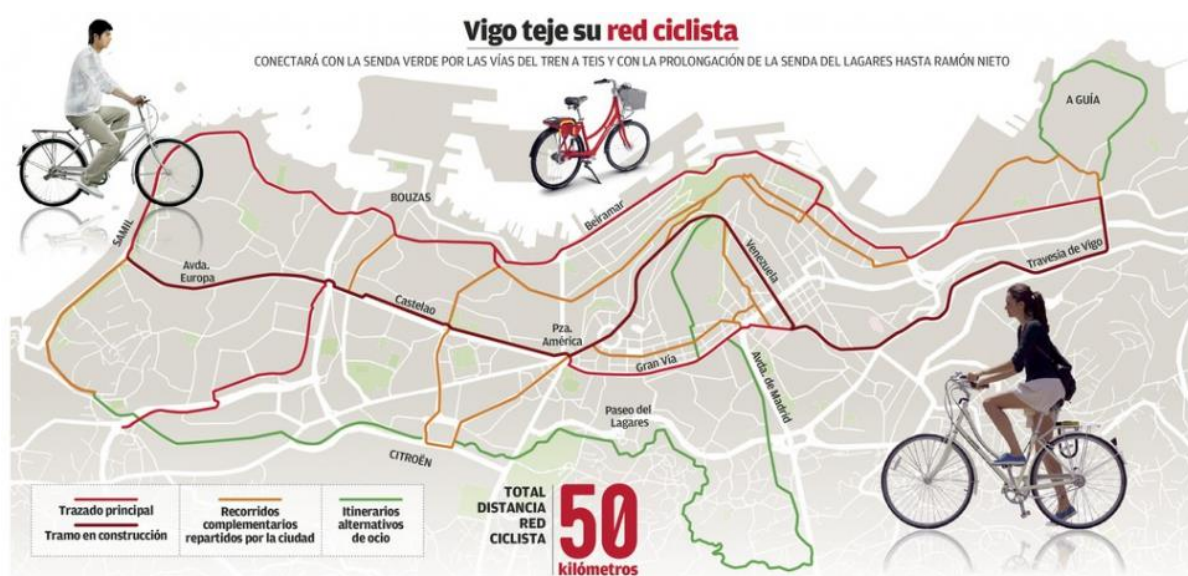 Vigo teje su red ciclista
CONECTARÁ CON LA SENDA VERDE POR LAS VÍAS DEL TREN A TEIS Y CON LA PROLONGACIÓN DE LA SENDA DEL LAGARES HASTA RAMÓN NIETO
A GUÍA
BOUZAS
SAMIL
Beiramar
Avda.
Europa
Venezuela
Travesia de Vigo
Castelao
Pza.
América
Gran Vía
Avda. de Madrid
Paseo del
Lagares
CITROËN
Trazado principal
Tramo en construcción
Recorridos
complementarios
repartidos por la ciudad
Itinerarios
alternativos
de ocio
TOTAL
DISTANCIA
RED
CICLISTA
50
kilómetros